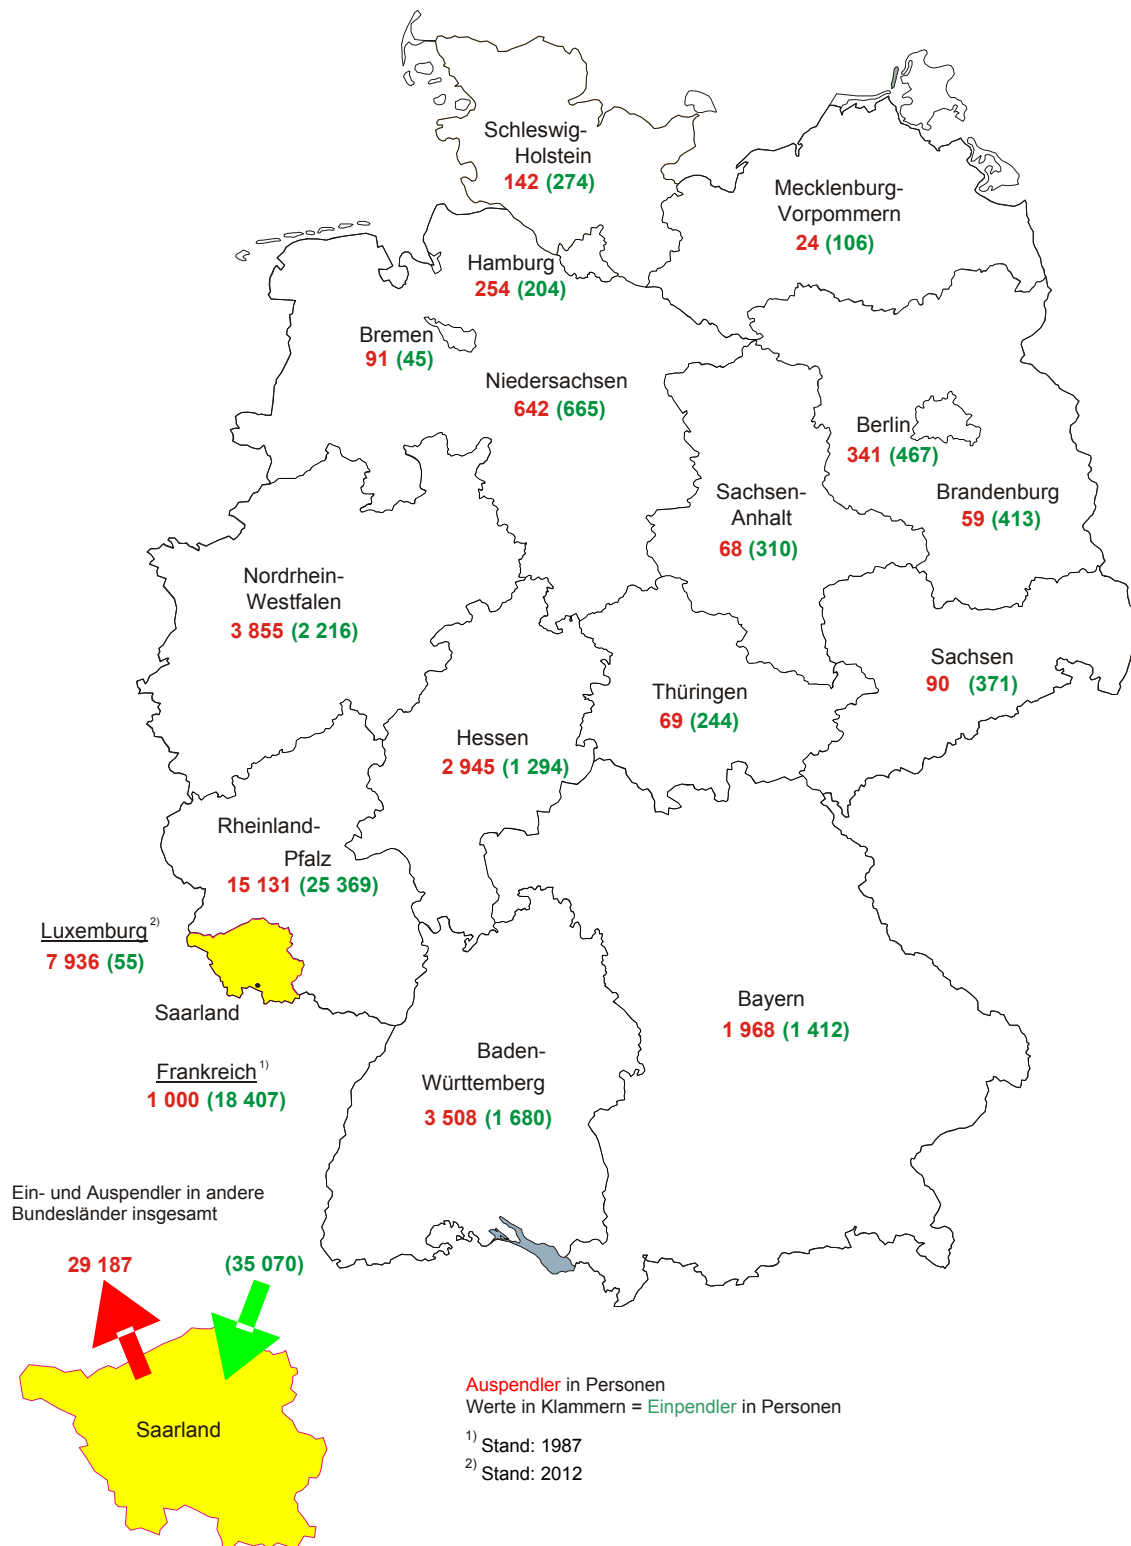 Schleswig-
Holstein
142 (274)
Mecklenburg-
Vorpommern
24 (106)
Hamburg
254 (204)
Bremen
91 (45)
Niedersachsen
642 (665)
Berlin
341 (467)
Brandenburg
59 (413)
Sachsen-
Anhalt
68 (310)
Nordrhein-
Westfalen
3 855 (2 216)
Sachsen
90 (371)
Thüringen
69 (244)
Hessen
2 945 (1 294)
Rheinland-
Pfalz
15 131 (25 369)
Luxemburg 2)
7 936 (55)
Saarland
Bayern
1 968 (1 412)
Baden-
Württemberg
3 508 (1 680)
Frankreich 1)
1 000 (18 407)
Ein- und Auspendler in andere
Bundesländer insgesamt
29 187 (35 070)
Saarland
Auspendler in Personen
Werte in Klammern = Einpendler in Personen
1) Stand: 1987
2) Stand: 2012